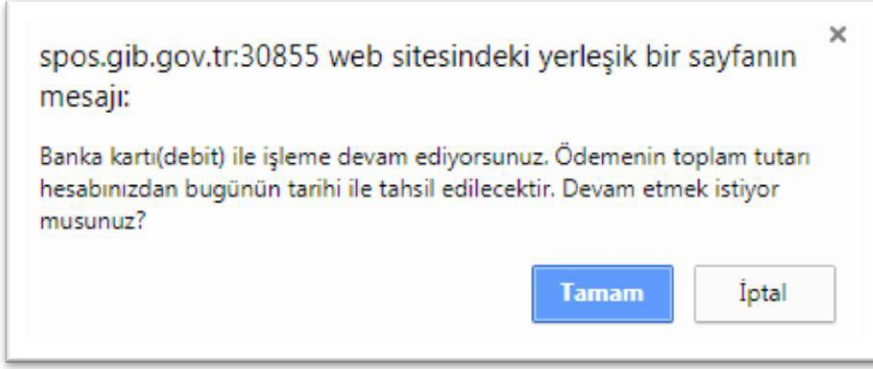 spos.gib.gov.tr:30855 web sitesindeki yerleşik bir sayfanın
mesajı:
Banka kartı(debit) ile işleme devam ediyorsunuz. Ödemenin toplam tutarı
hesabınızdan bugünün tarihi ile tahsil edilecektir. Devam etmek istiyor
musunuz?
Tamam
İptal